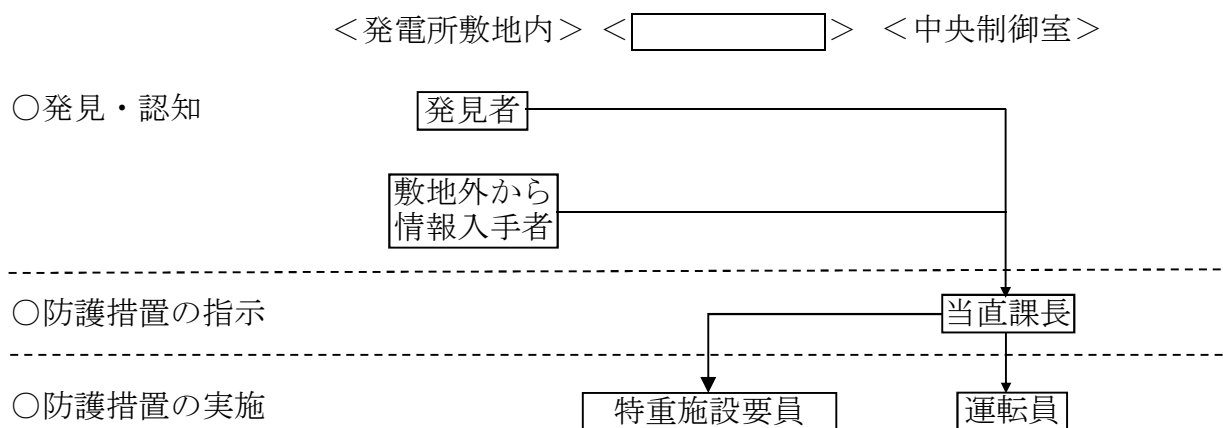 ＜発電所敷地内＞ ＜ ＞ ＜中央制御室＞
○発見・認知
発見者
敷地外から
情報入手者
○防護措置の指示
当直課長
○防護措置の実施
特重施設要員
運転員